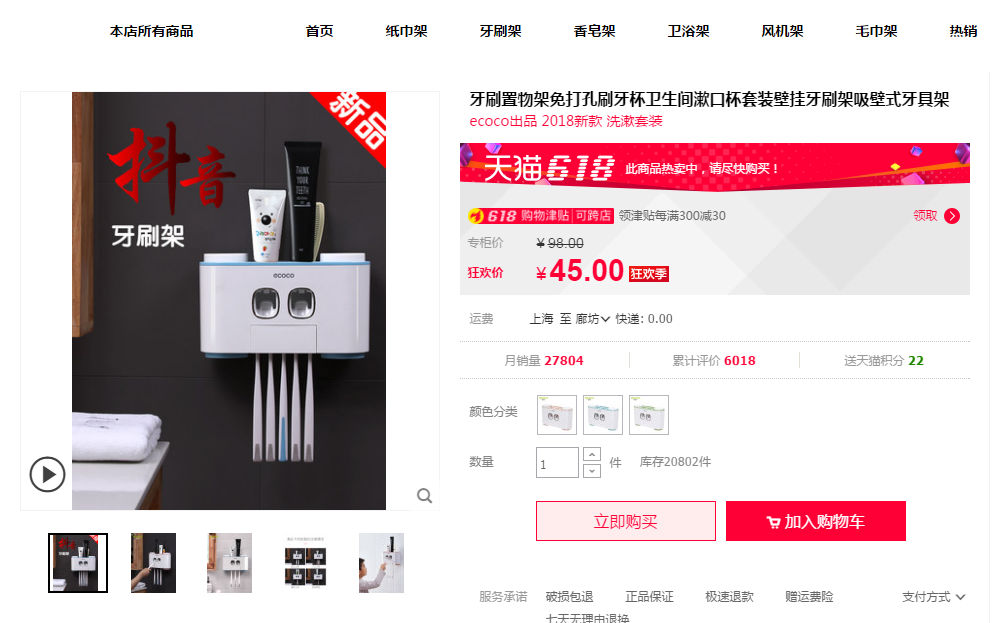 本店所有商品 首页 纸巾架 牙刷架 香皂架 卫浴架 风机架 毛巾架 热销
新品
抖音
牙刷架
THINK
YOUR
TEETH
ecoco
牙刷置物架免打孔刷牙杯卫生间漱口杯套装壁挂牙刷架吸壁式牙具架
ecoco出品 2018新款 洗漱套装
天猫618 此商品热卖中，请尽快购买！
618 购物津贴 可跨店 领津贴每满300减30 领取
专柜价 ¥98.00
狂欢价 ¥45.00 狂欢季
运费 上海 至 廊坊 快递: 0.00
月销量 27804 累计评价 6018 送天猫积分 22
颜色分类
数量 1 件 库存20802件
立即购买 加入购物车
服务承诺 破损包退 正品保证 极速退款 赠运费险 支付方式
七天无理由退换